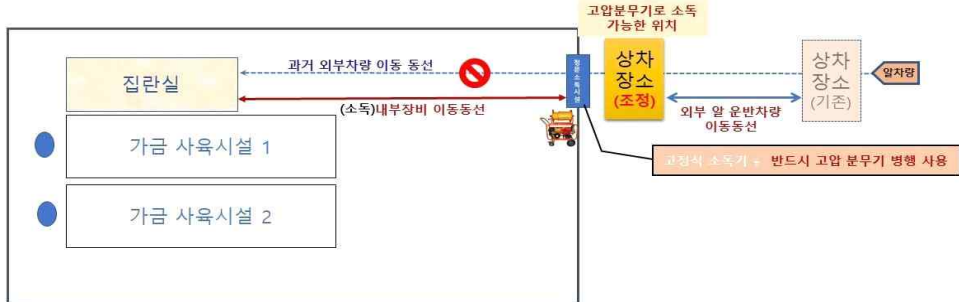 고압분무기로 소독
가능한 위치
과거 외부차량 이동 동선
집란실
(소독)내부장비 이동동선
상차
장소
(조정)
상차
장소
(기존)
알차량
외부 알 운반차량
이동동선
고정식 소독기 + 반드시 고압 분무기 병행 사용
가금 사육시설 1
가금 사육시설 2